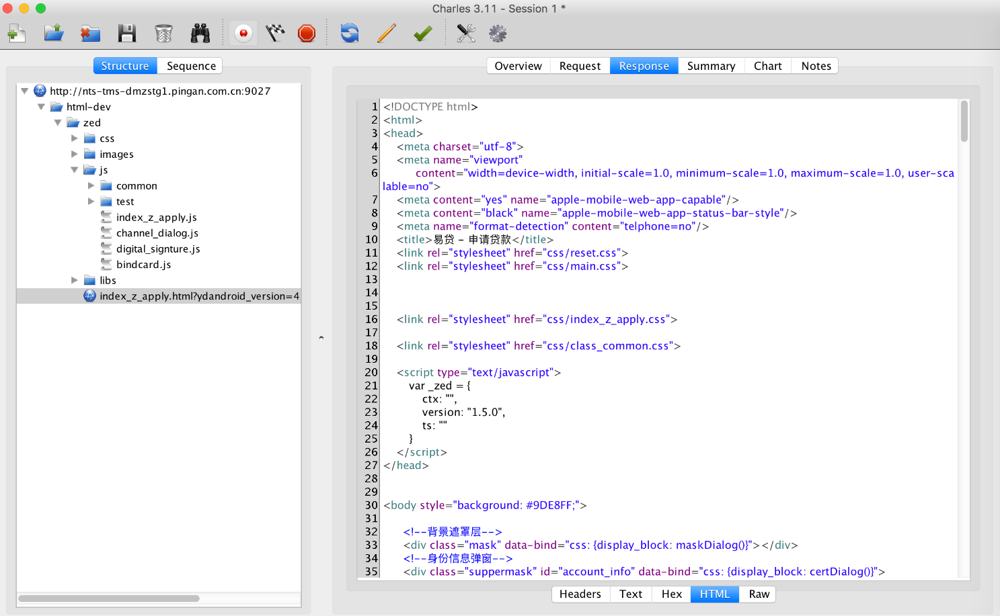 Charles 3.11 - Session 1 *
Structure
Sequence
http://nts-tms-dmzstg1.pingan.com.cn:9027
html-dev
zed
css
images
js
common
test
index_z_apply.js
channel_dialog.js
digital_signture.js
bindcard.js
libs
index_z_apply.html?ydandroid_version=4
Overview
Request
Response
Summary
Chart
Notes
1 <!DOCTYPE html>
2 <html>
3 <head>
4 <meta charset="utf-8">
5 <meta name="viewport"
6 content="width=device-width, initial-scale=1.0, minimum-scale=1.0, maximum-scale=1.0, user-sca
lable=no">
7 <meta content="yes" name="apple-mobile-web-app-capable"/>
8 <meta content="black" name="apple-mobile-web-app-status-bar-style"/>
9 <meta name="format-detection" content="telphone=no"/>
10 <title>易贷 - 申请贷款</title>
11 <link rel="stylesheet" href="css/reset.css">
12 <link rel="stylesheet" href="css/main.css">
13
14
15
16 <link rel="stylesheet" href="css/index_z_apply.css">
17
18 <link rel="stylesheet" href="css/class_common.css">
19
20 <script type="text/javascript">
21 var _zed = {
22 ctx: "",
23 version: "1.5.0",
24 ts: ""
25 }
26 </script>
27 </head>
28
29
30 <body style="background: #9DE8FF;">
31
32 <!--背景遮罩层-->
33 <div class="mask" data-bind="css: {display_block: maskDialog()}"></div>
34 <!--身份信息弹窗-->
35 <div class="suppermask" id="account_info" data-bind="css: {display_block: certDialog()}">
Headers
Text
Hex
HTML
Raw